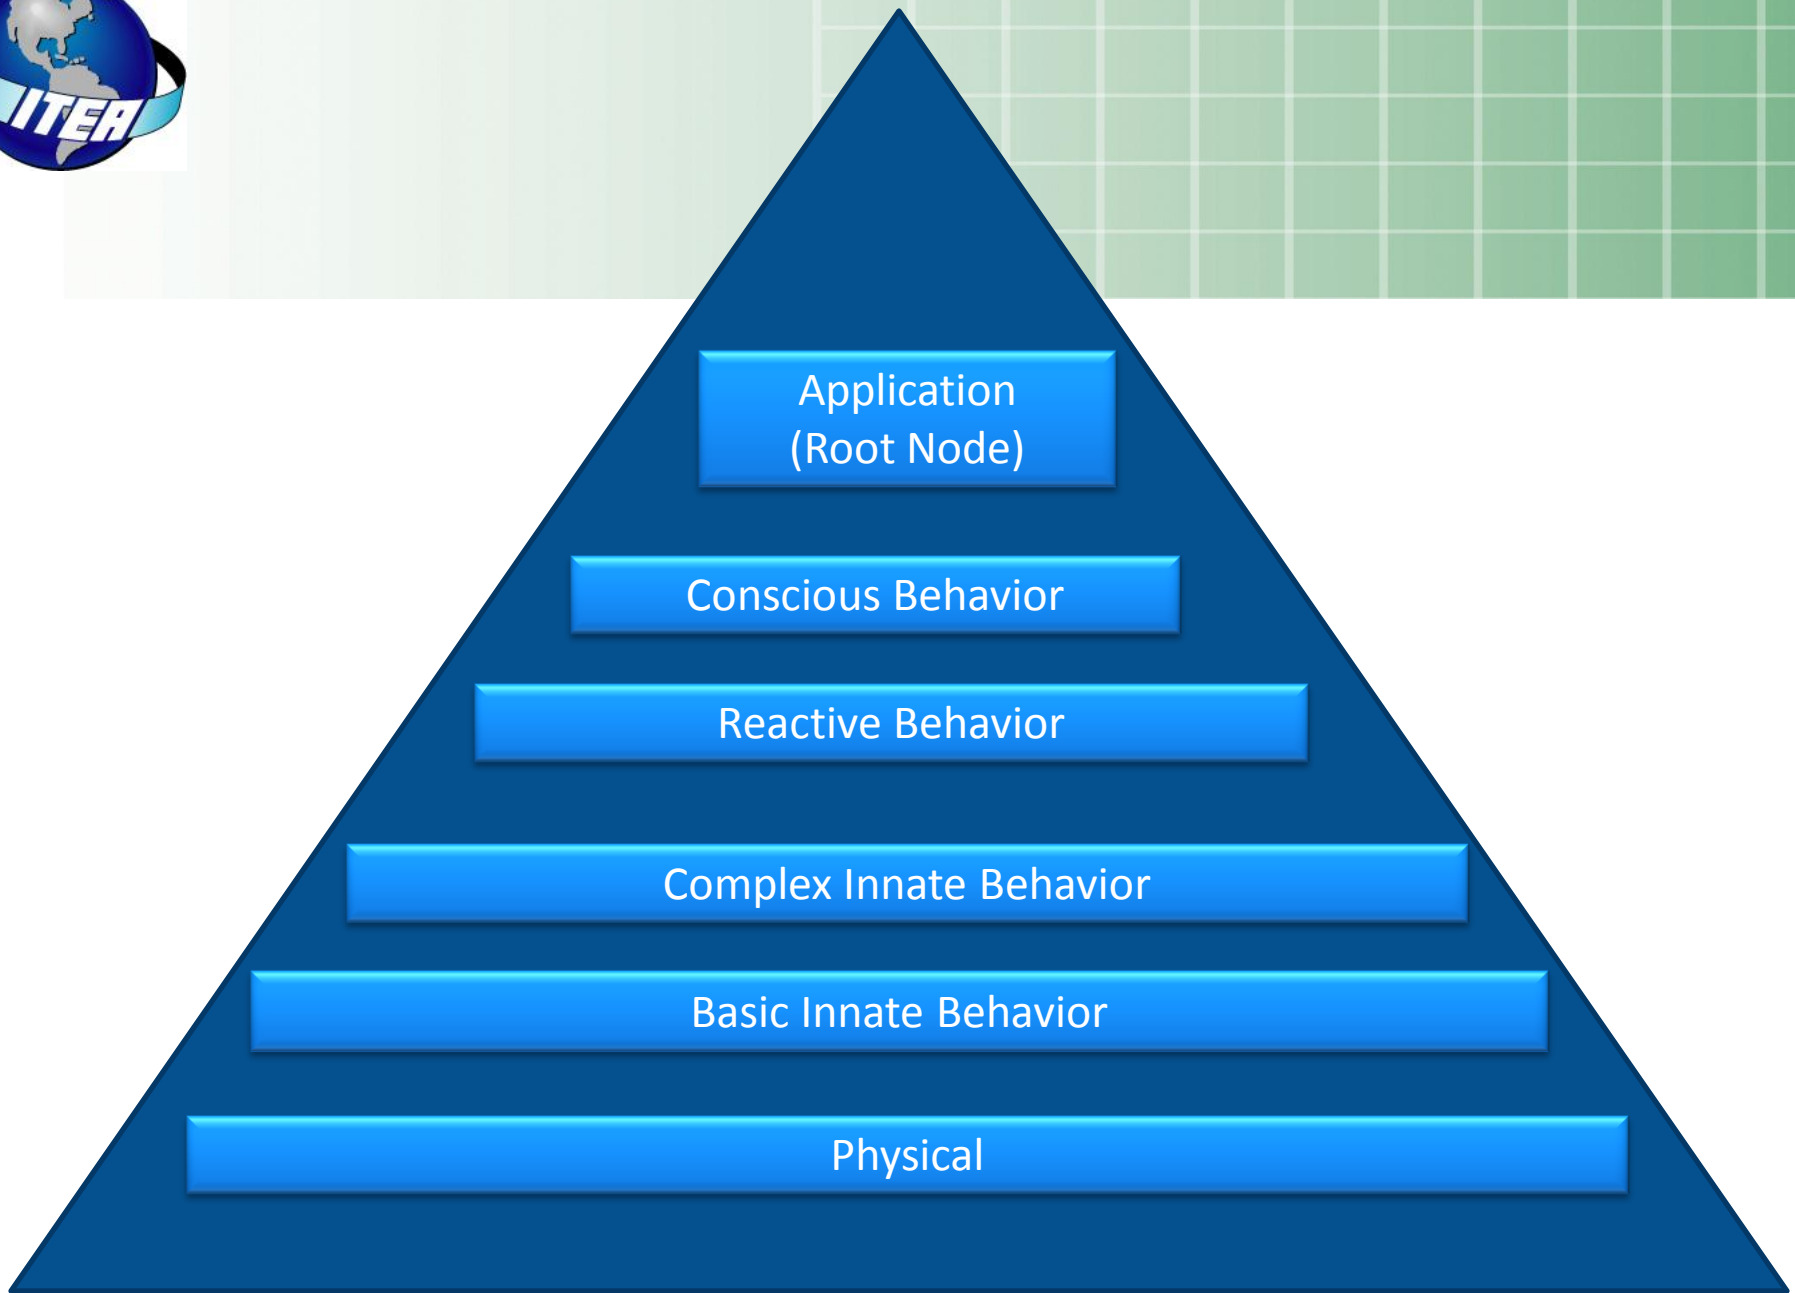 ITEA
Application
(Root Node)
Conscious Behavior
Reactive Behavior
Complex Innate Behavior
Basic Innate Behavior
Physical